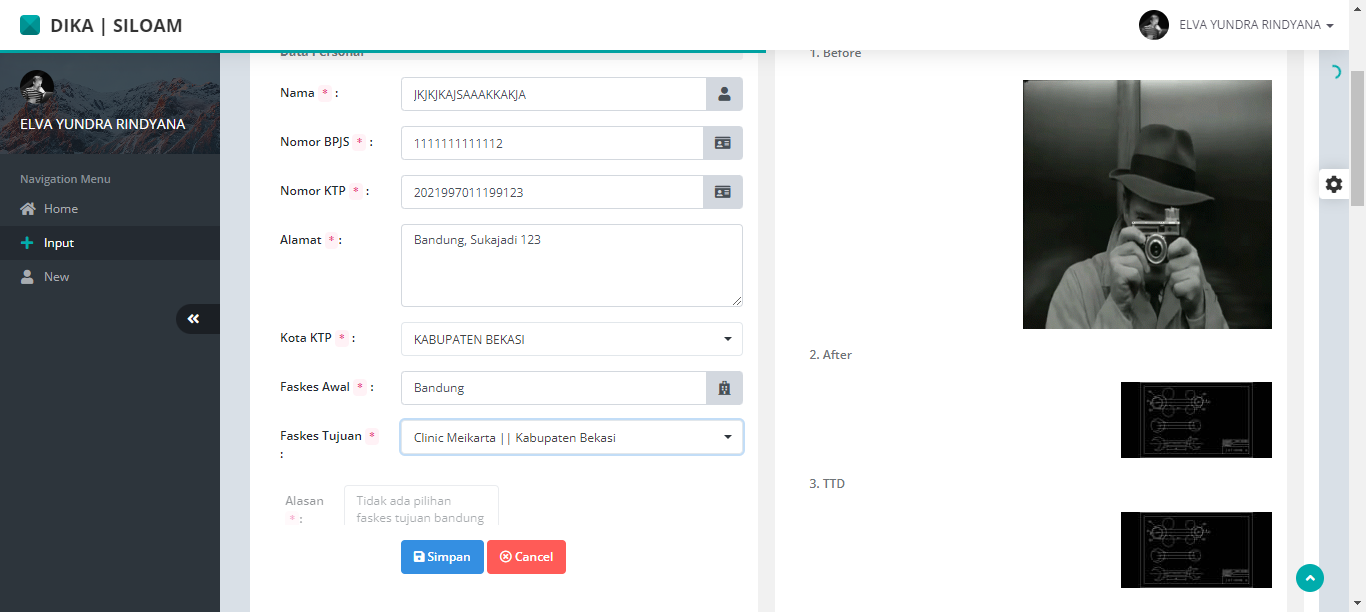 DIKA | SILOAM
ELVA YUNDRA RINDYANA
ELVA YUNDRA RINDYANA
Navigation Menu
Home
Input
New
Data Personal
Nama * :
JKJKJKAJSAAAKKAKJA
Nomor BPJS * :
1111111111112
Nomor KTP * :
2021997011199123
Alamat * :
Bandung, Sukajadi 123
Kota KTP * :
KABUPATEN BEKASI
Faskes Awal * :
Bandung
Faskes Tujuan *
:
Clinic Meikarta || Kabupaten Bekasi
Alasan
* :
Tidak ada pilihan
faskes tujuan bandung
Simpan
Cancel
1. Before
2. After
3. TTD